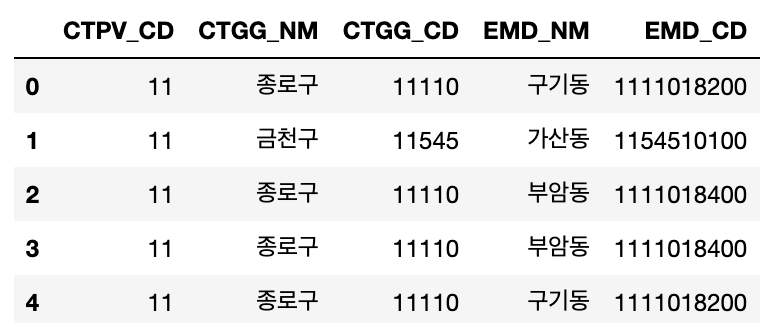 CTPV_CD CTGG_NM CTGG_CD EMD_NM EMD_CD
0 11 종로구 11110 구기동 1111018200
1 11 금천구 11545 가산동 1154510100
2 11 종로구 11110 부암동 1111018400
3 11 종로구 11110 부암동 1111018400
4 11 종로구 11110 구기동 1111018200